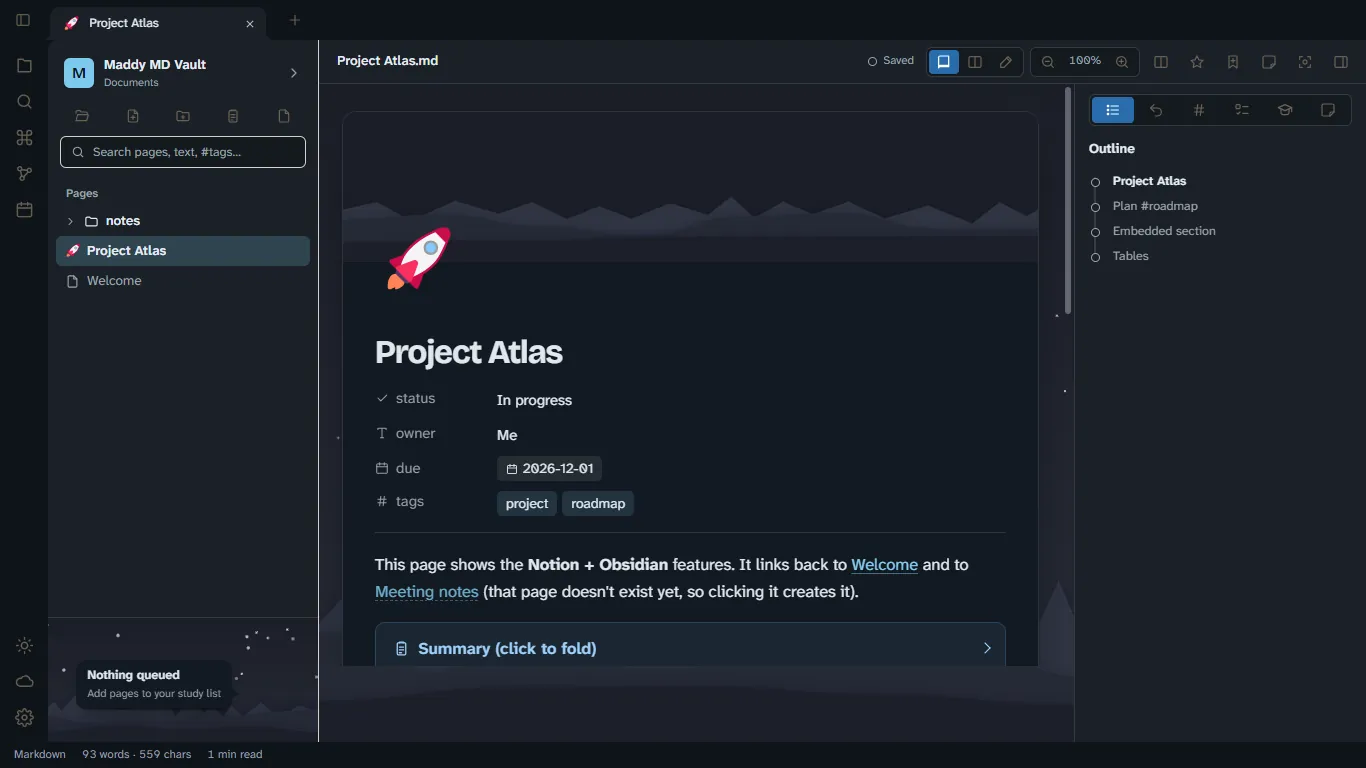 Project Atlas
M
Maddy MD Vault
Documents
Search pages, text, #tags...
Pages
notes
Project Atlas
Welcome
Nothing queued
Add pages to your study list
Project Atlas.md
Saved
100%
Project Atlas
status
In progress
owner
Me
due
2026-12-01
tags
project
roadmap
This page shows the Notion + Obsidian features. It links back to Welcome and to
Meeting notes (that page doesn't exist yet, so clicking it creates it).
Summary (click to fold)
Outline
Project Atlas
Plan #roadmap
Embedded section
Tables
Markdown
93 words · 559 chars
1 min read